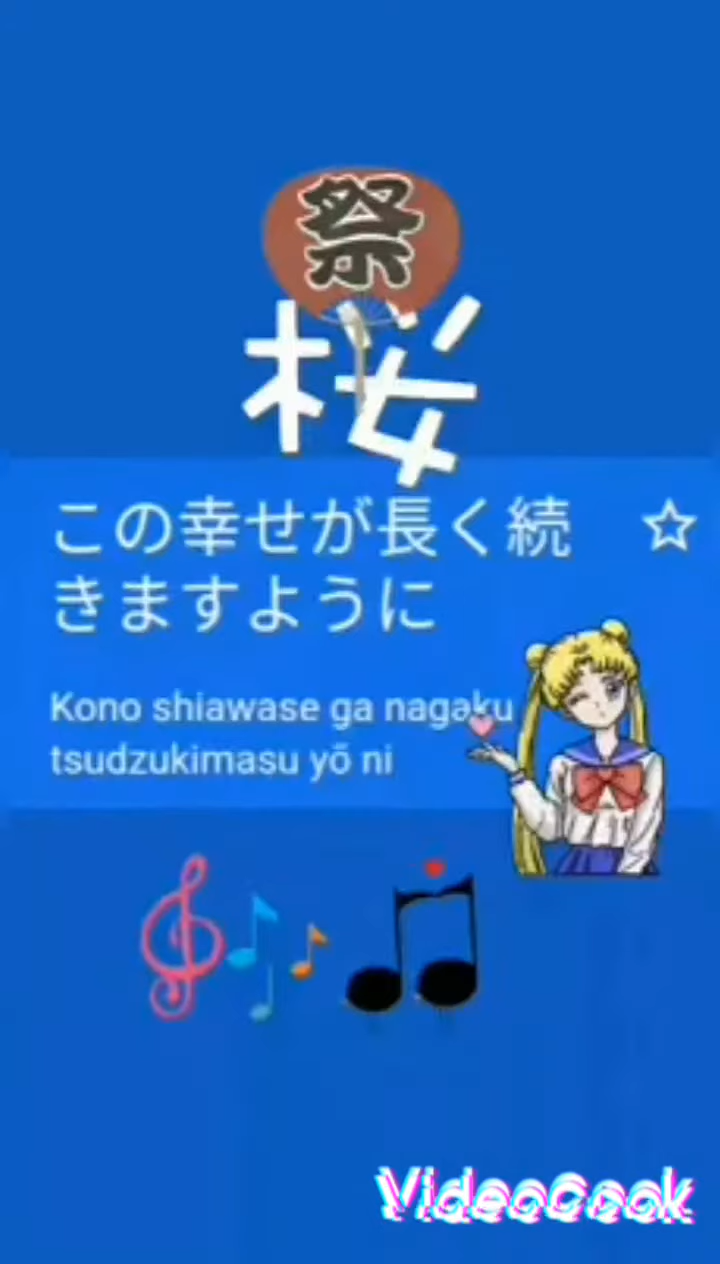 祭
桜
この幸せが長く続
きますように
Kono shiawase ga nagaku
tsudzukimasu yō ni
VideoCook